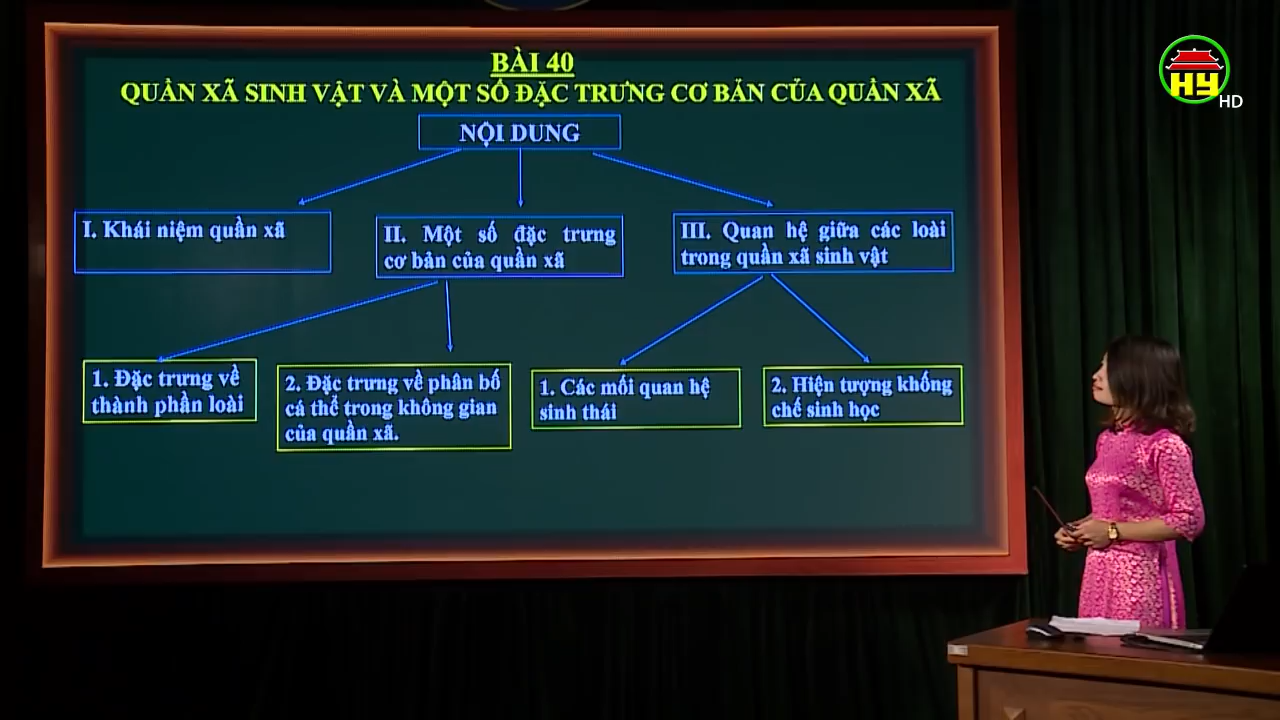 BÀI 40
QUẦN XÃ SINH VẬT VÀ MỘT SỐ ĐẶC TRƯNG CƠ BẢN CỦA QUẦN XÃ
NỘI DUNG
I. Khái niệm quần xã
II. Một số đặc trưng
cơ bản của quần xã
III. Quan hệ giữa các loài
trong quần xã sinh vật
1. Đặc trưng về
thành phần loài
2. Đặc trưng về phân bố
cá thể trong không gian
của quần xã.
1. Các mối quan hệ
sinh thái
2. Hiện tượng khống
chế sinh học
HY
HD